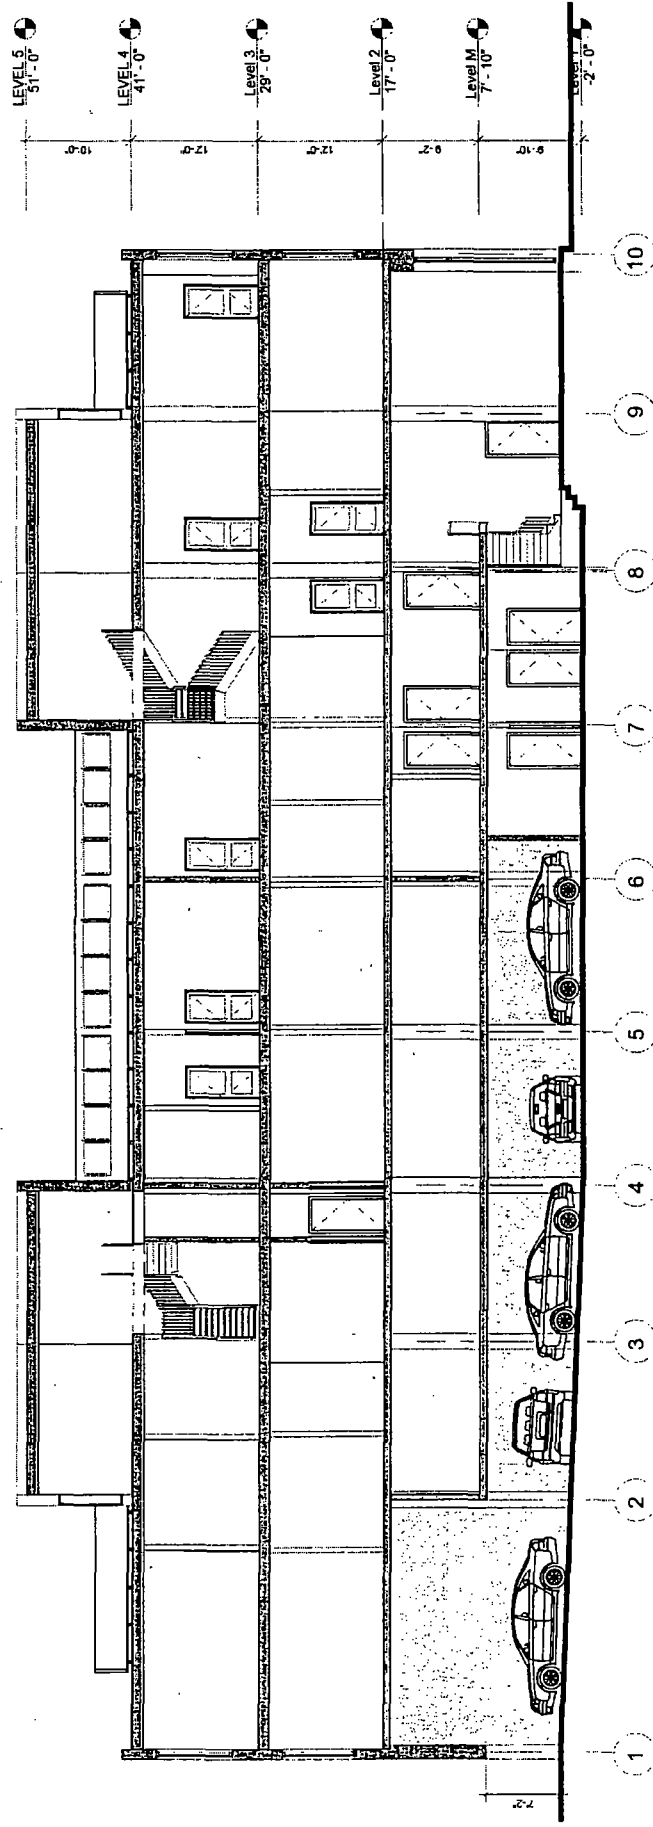 LEVEL 5
51' - 0"
LEVEL 4
41' - 0"
Level 3
29' - 0"
Level 2
17' - 0"
Level M
7' - 10"
Level 1
-2' - 0"
10'-0"
12'-0"
12'-0"
9'-2"
9'-10"
7'-2"
1
2
3
4
5
6
7
8
9
10